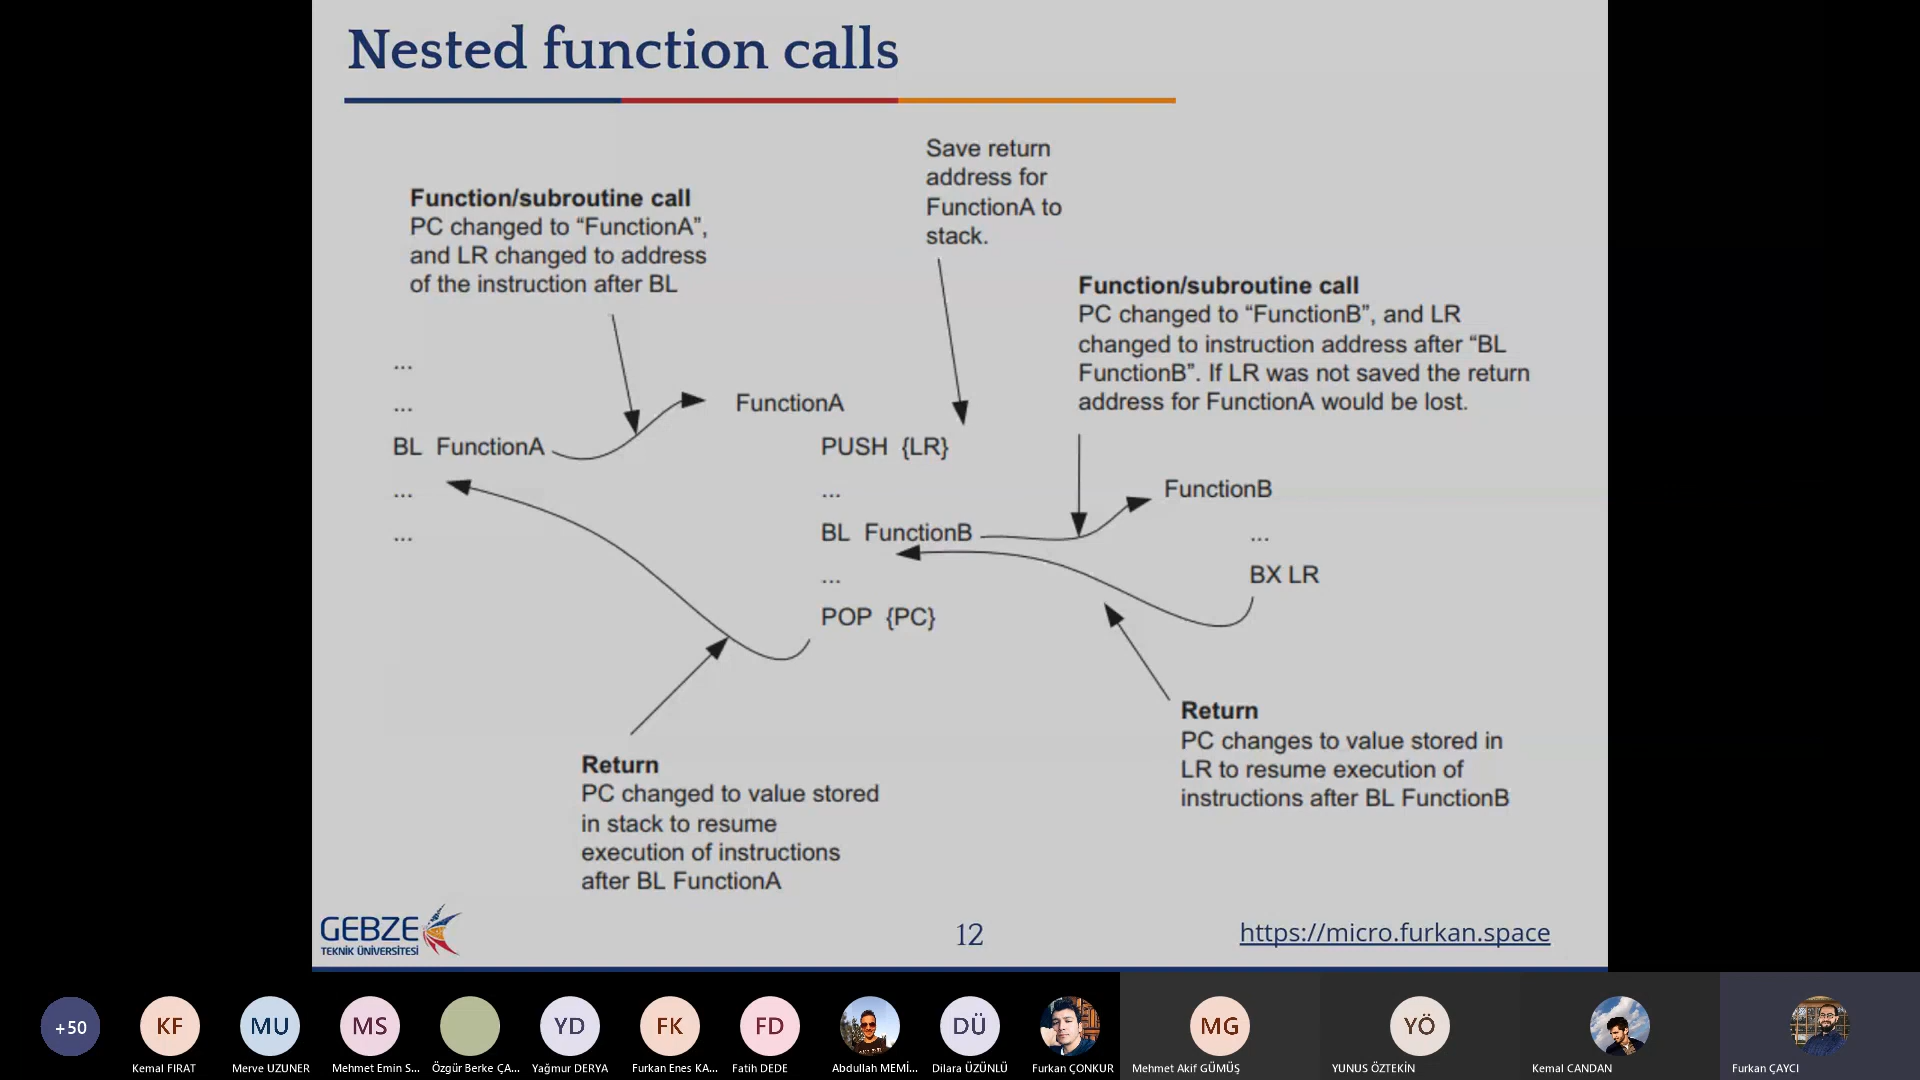 Nested function calls
Save return
address for
FunctionA to
stack.
Function/subroutine call
PC changed to “FunctionA”,
and LR changed to address
of the instruction after BL
Function/subroutine call
PC changed to “FunctionB”, and LR
changed to instruction address after “BL
FunctionB”. If LR was not saved the return
address for FunctionA would be lost.
...
...
BL FunctionA
...
...
FunctionA
PUSH {LR}
...
BL FunctionB
...
POP {PC}
FunctionB
...
BX LR
Return
PC changes to value stored in
LR to resume execution of
instructions after BL FunctionB
Return
PC changed to value stored
in stack to resume
execution of instructions
after BL FunctionA
GEBZE
TEKNİK ÜNİVERSİTESİ
12
https://micro.furkan.space
+50
KF
MU
MS
YD
FK
FD
DÜ
MG
YÖ
Kemal FIRAT
Merve UZUNER
Mehmet Emin S...
Özgür Berke ÇA...
Yağmur DERYA
Furkan Enes KA...
Fatih DEDE
Abdullah MEMİ...
Dilara ÜZÜNLÜ
Furkan ÇONKUR
Mehmet Akif GÜMÜŞ
YUNUS ÖZTEKİN
Kemal CANDAN
Furkan ÇAYCI